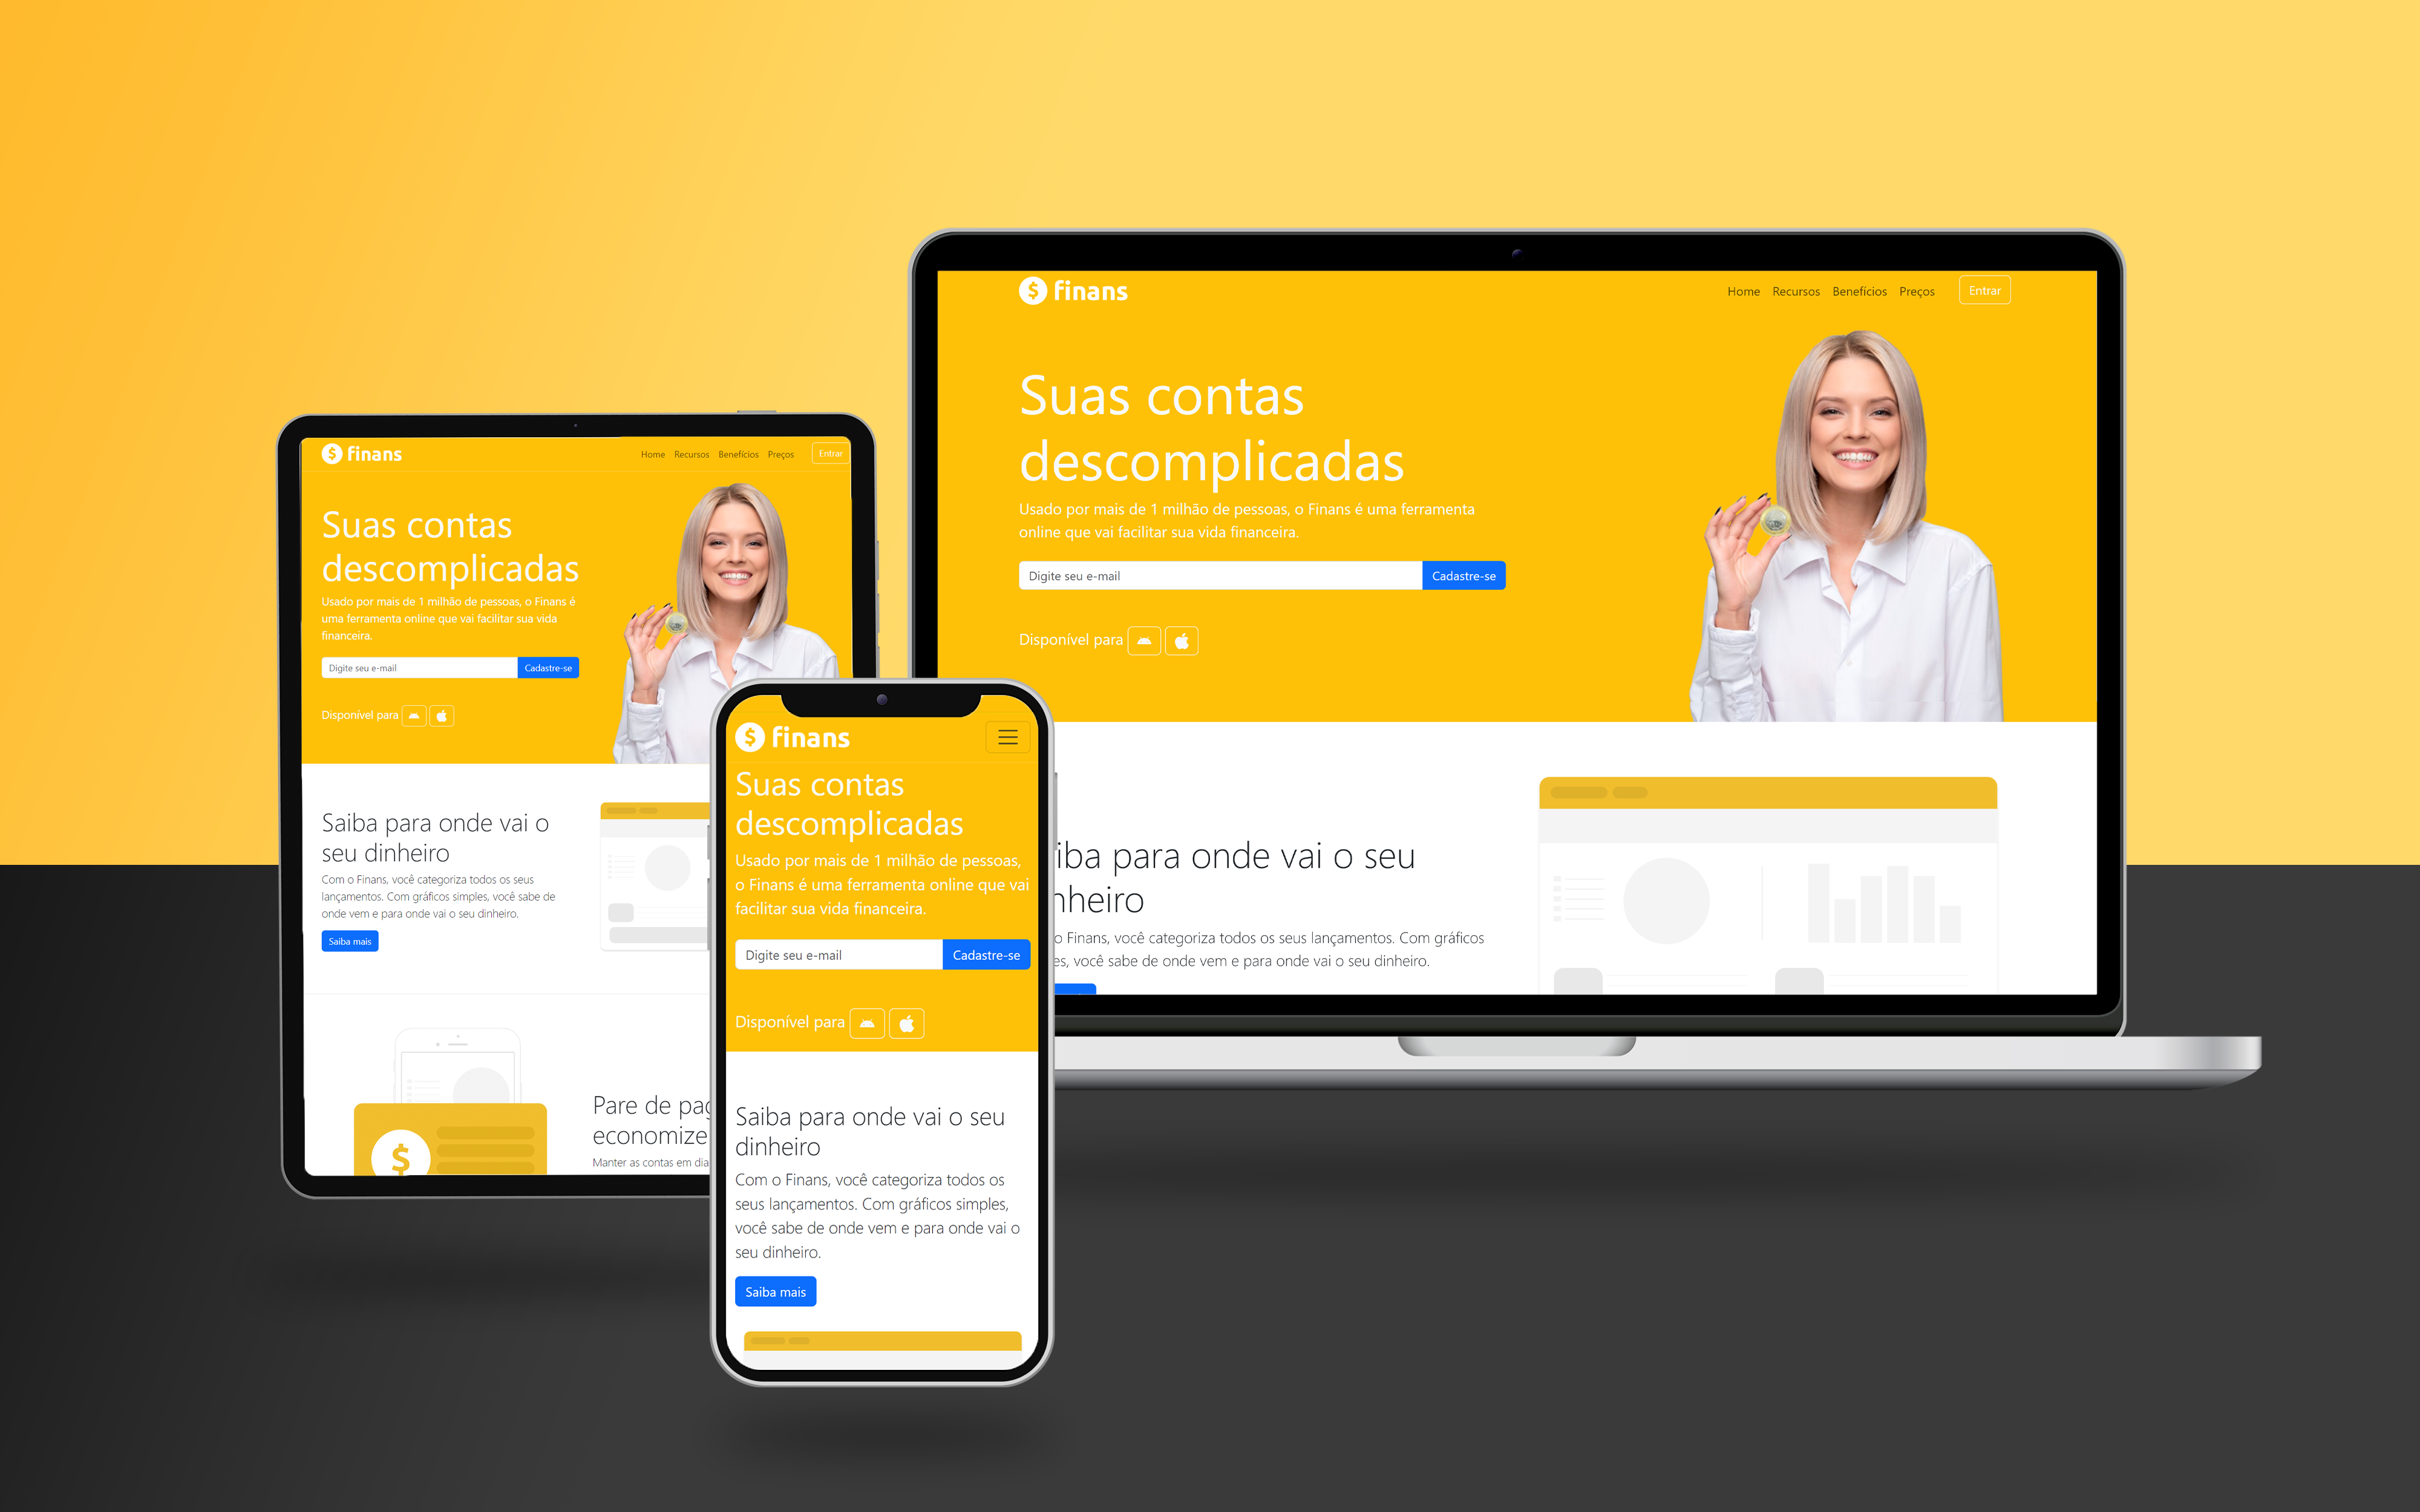 finans
Home Recursos Benefícios Preços Entrar
Suas contas
descomplicadas
Usado por mais de 1 milhão de pessoas, o Finans é
uma ferramenta online que vai facilitar sua vida
financeira.
Digite seu e-mail Cadastre-se
Disponível para
Saiba para onde vai o
seu dinheiro
Com o Finans, você categoriza todos os seus
lançamentos. Com gráficos simples, você sabe de
onde vem e para onde vai o seu dinheiro.
Saiba mais
Pare de pag
economize
Manter as contas em dia
$
finans
Suas contas
descomplicadas
Usado por mais de 1 milhão de pessoas,
o Finans é uma ferramenta online que vai
facilitar sua vida financeira.
Digite seu e-mail Cadastre-se
Disponível para
Saiba para onde vai o seu
dinheiro
Com o Finans, você categoriza todos os
seus lançamentos. Com gráficos simples,
você sabe de onde vem e para onde vai o
seu dinheiro.
Saiba mais
finans
Home Recursos Benefícios Preços Entrar
Suas contas
descomplicadas
Usado por mais de 1 milhão de pessoas, o Finans é uma ferramenta
online que vai facilitar sua vida financeira.
Digite seu e-mail Cadastre-se
Disponível para
iba para onde vai o seu
nheiro
o Finans, você categoriza todos os seus lançamentos. Com gráficos
es, você sabe de onde vem e para onde vai o seu dinheiro.